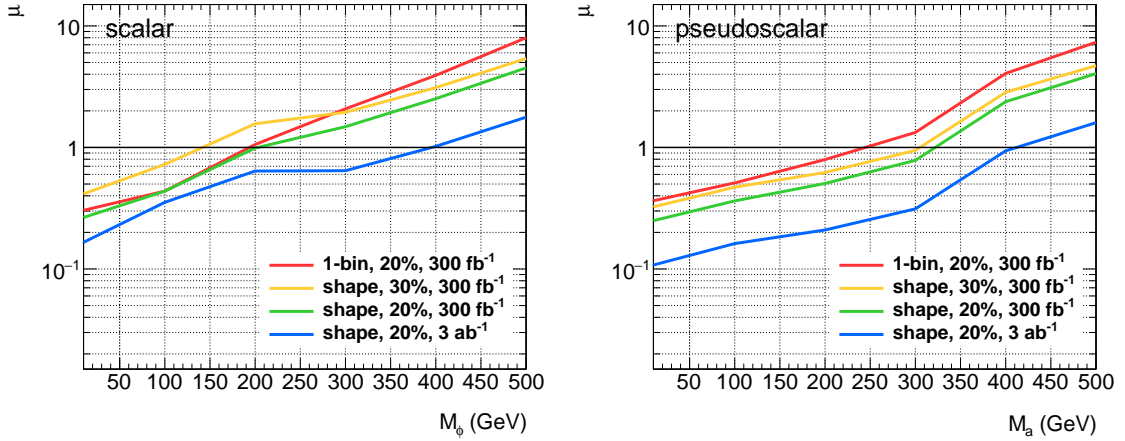 μ
scalar
10
1
10⁻¹
1-bin, 20%, 300 fb⁻¹
shape, 30%, 300 fb⁻¹
shape, 20%, 300 fb⁻¹
shape, 20%, 3 ab⁻¹
50 100 150 200 250 300 350 400 450 500
M_ϕ (GeV)
μ
pseudoscalar
10
1
10⁻¹
1-bin, 20%, 300 fb⁻¹
shape, 30%, 300 fb⁻¹
shape, 20%, 300 fb⁻¹
shape, 20%, 3 ab⁻¹
50 100 150 200 250 300 350 400 450 500
M_a (GeV)